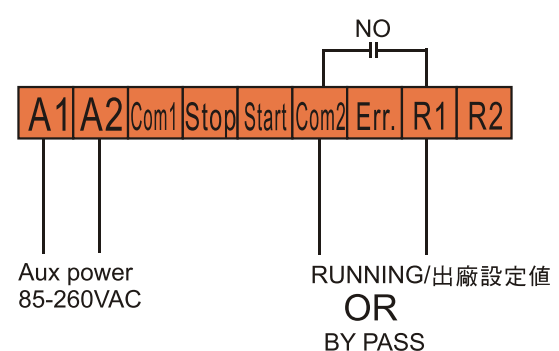 NO
A1 A2 Com1 Stop Start Com2 Err. R1 R2
Aux power
85-260VAC
RUNNING/出廠設定值
OR
BY PASS